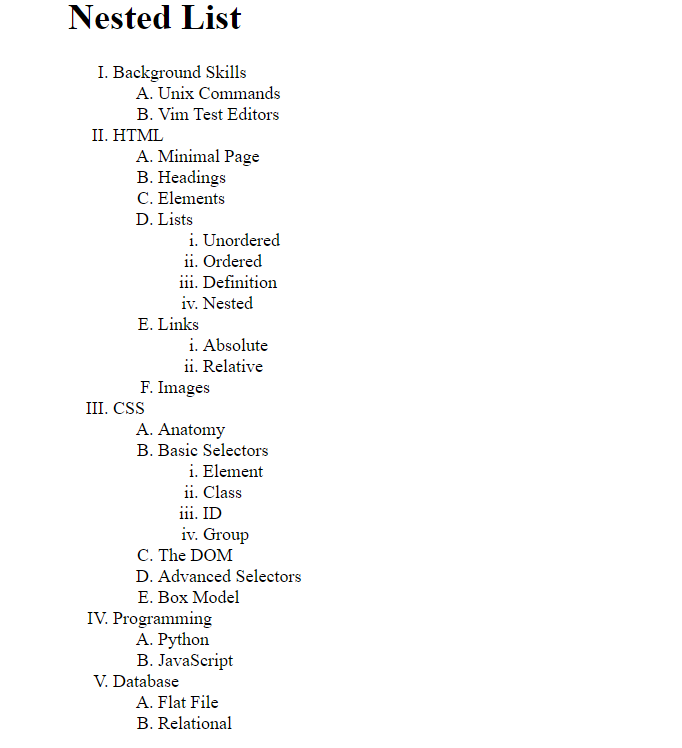 Nested List
I. Background Skills
A. Unix Commands
B. Vim Test Editors
II. HTML
A. Minimal Page
B. Headings
C. Elements
D. Lists
i. Unordered
ii. Ordered
iii. Definition
iv. Nested
E. Links
i. Absolute
ii. Relative
F. Images
III. CSS
A. Anatomy
B. Basic Selectors
i. Element
ii. Class
iii. ID
iv. Group
C. The DOM
D. Advanced Selectors
E. Box Model
IV. Programming
A. Python
B. JavaScript
V. Database
A. Flat File
B. Relational